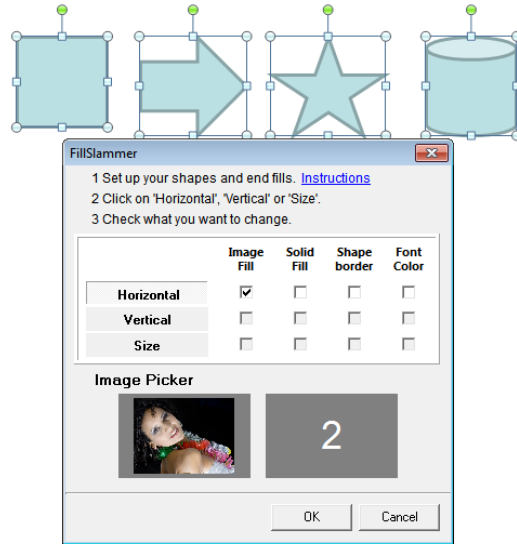 FillSlammer
1 Set up your shapes and end fills. Instructions
2 Click on 'Horizontal', 'Vertical' or 'Size'.
3 Check what you want to change.
Image Fill Solid Fill Shape border Font Color
Horizontal
Vertical
Size
Image Picker
2
OK Cancel